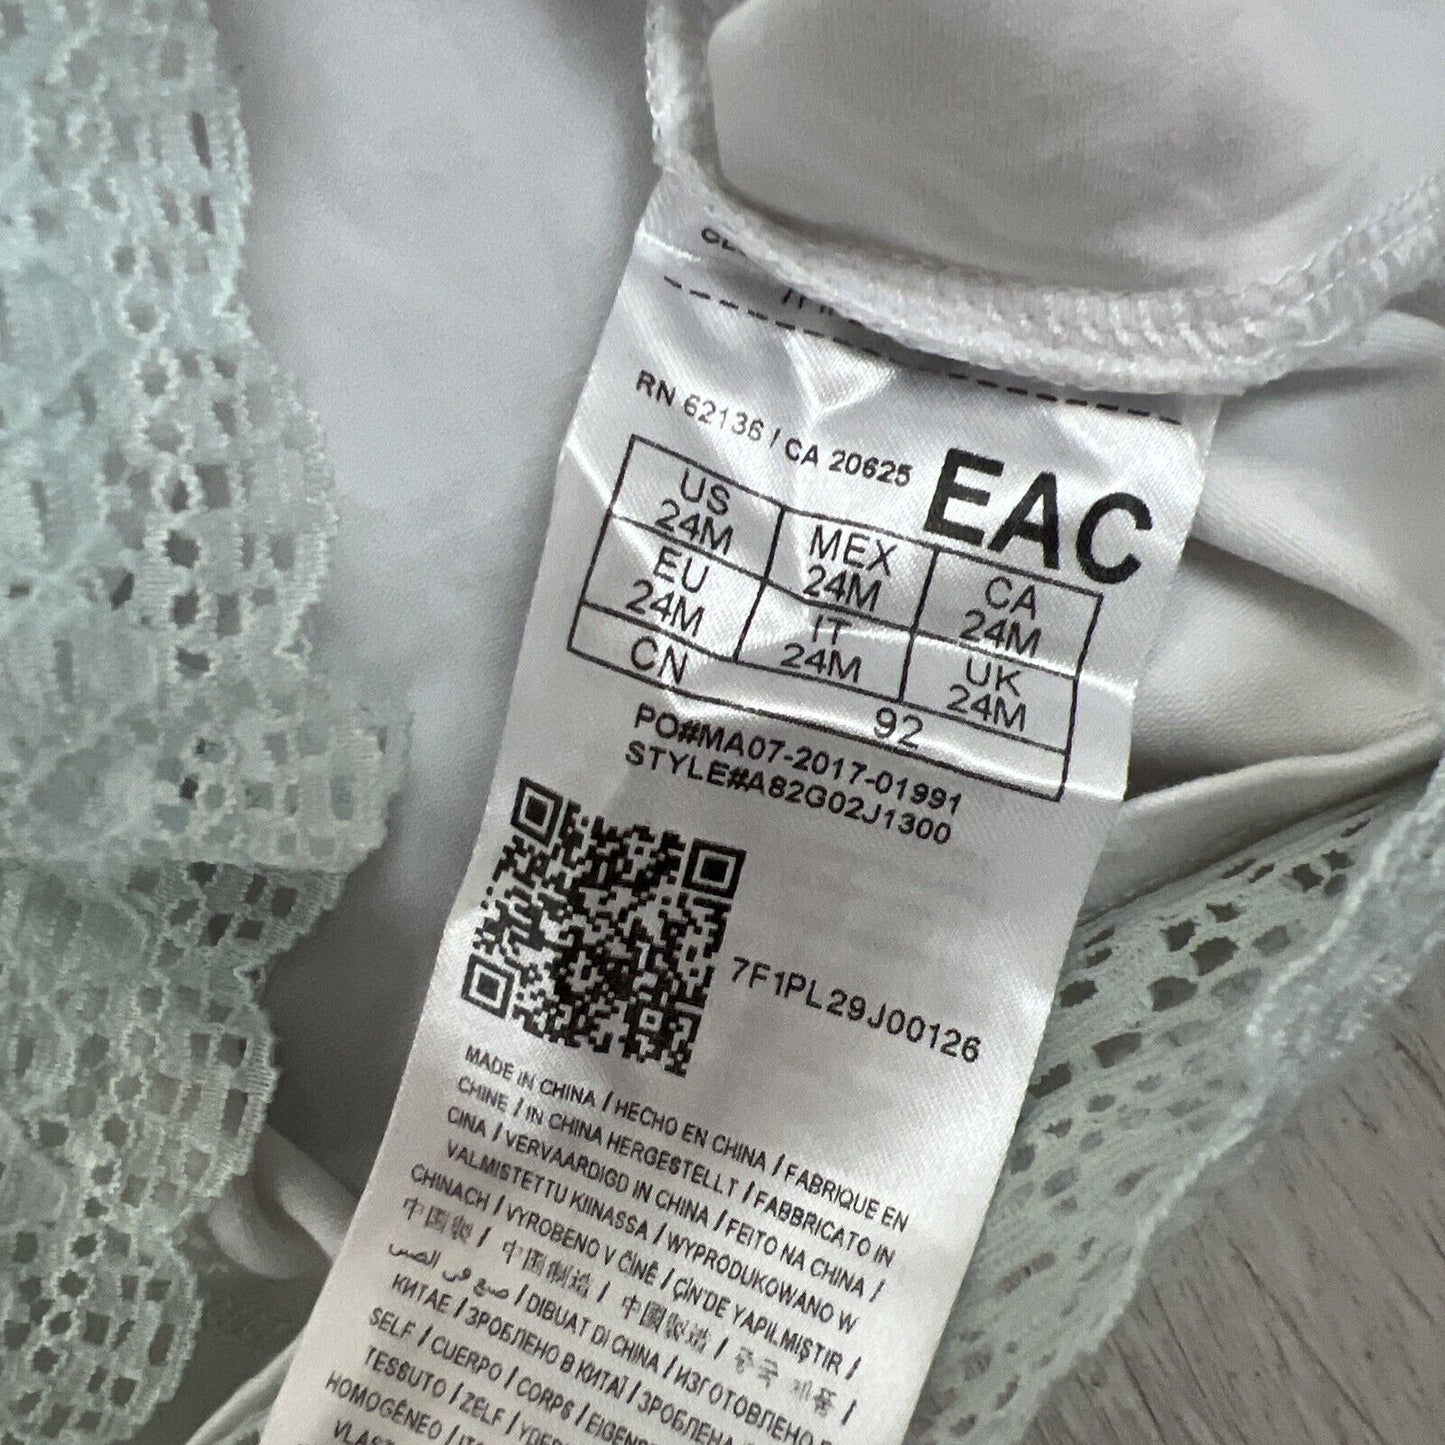 RN 62136 / CA 20625
EAC
US 24M MEX 24M CA 24M
EU 24M IT 24M UK 24M
CN 92
PO#MA07-2017-01991
STYLE#A82G02J1300
7F1PL29J00126
MADE IN CHINA / HECHO EN CHINA / FABRIQUE EN
CHINE / IN CHINA HERGESTELLT / FABBRICATO IN
CINA / VERVAARDIGD IN CHINA / FEITO NA CHINA /
VALMISTETTU KIINASSA / WYPRODUKOWANO W
CHINACH / VYROBENO V ČÍNĚ / ÇİN'DE YAPILMIŞTIR /
中国製 / 中国制造 / 中國製造 / 중국 제품 /
صنع في الصين / DIBUAT DI CHINA / ИЗГОТОВЛЕНО
КИТАЕ / ЗРОБЛЕНО В КИТАЇ / ЗРОБЛЕНА
SELF / CUERPO / CORPS /
TESSUTO / ZELF /
HOMOGÊNEO /